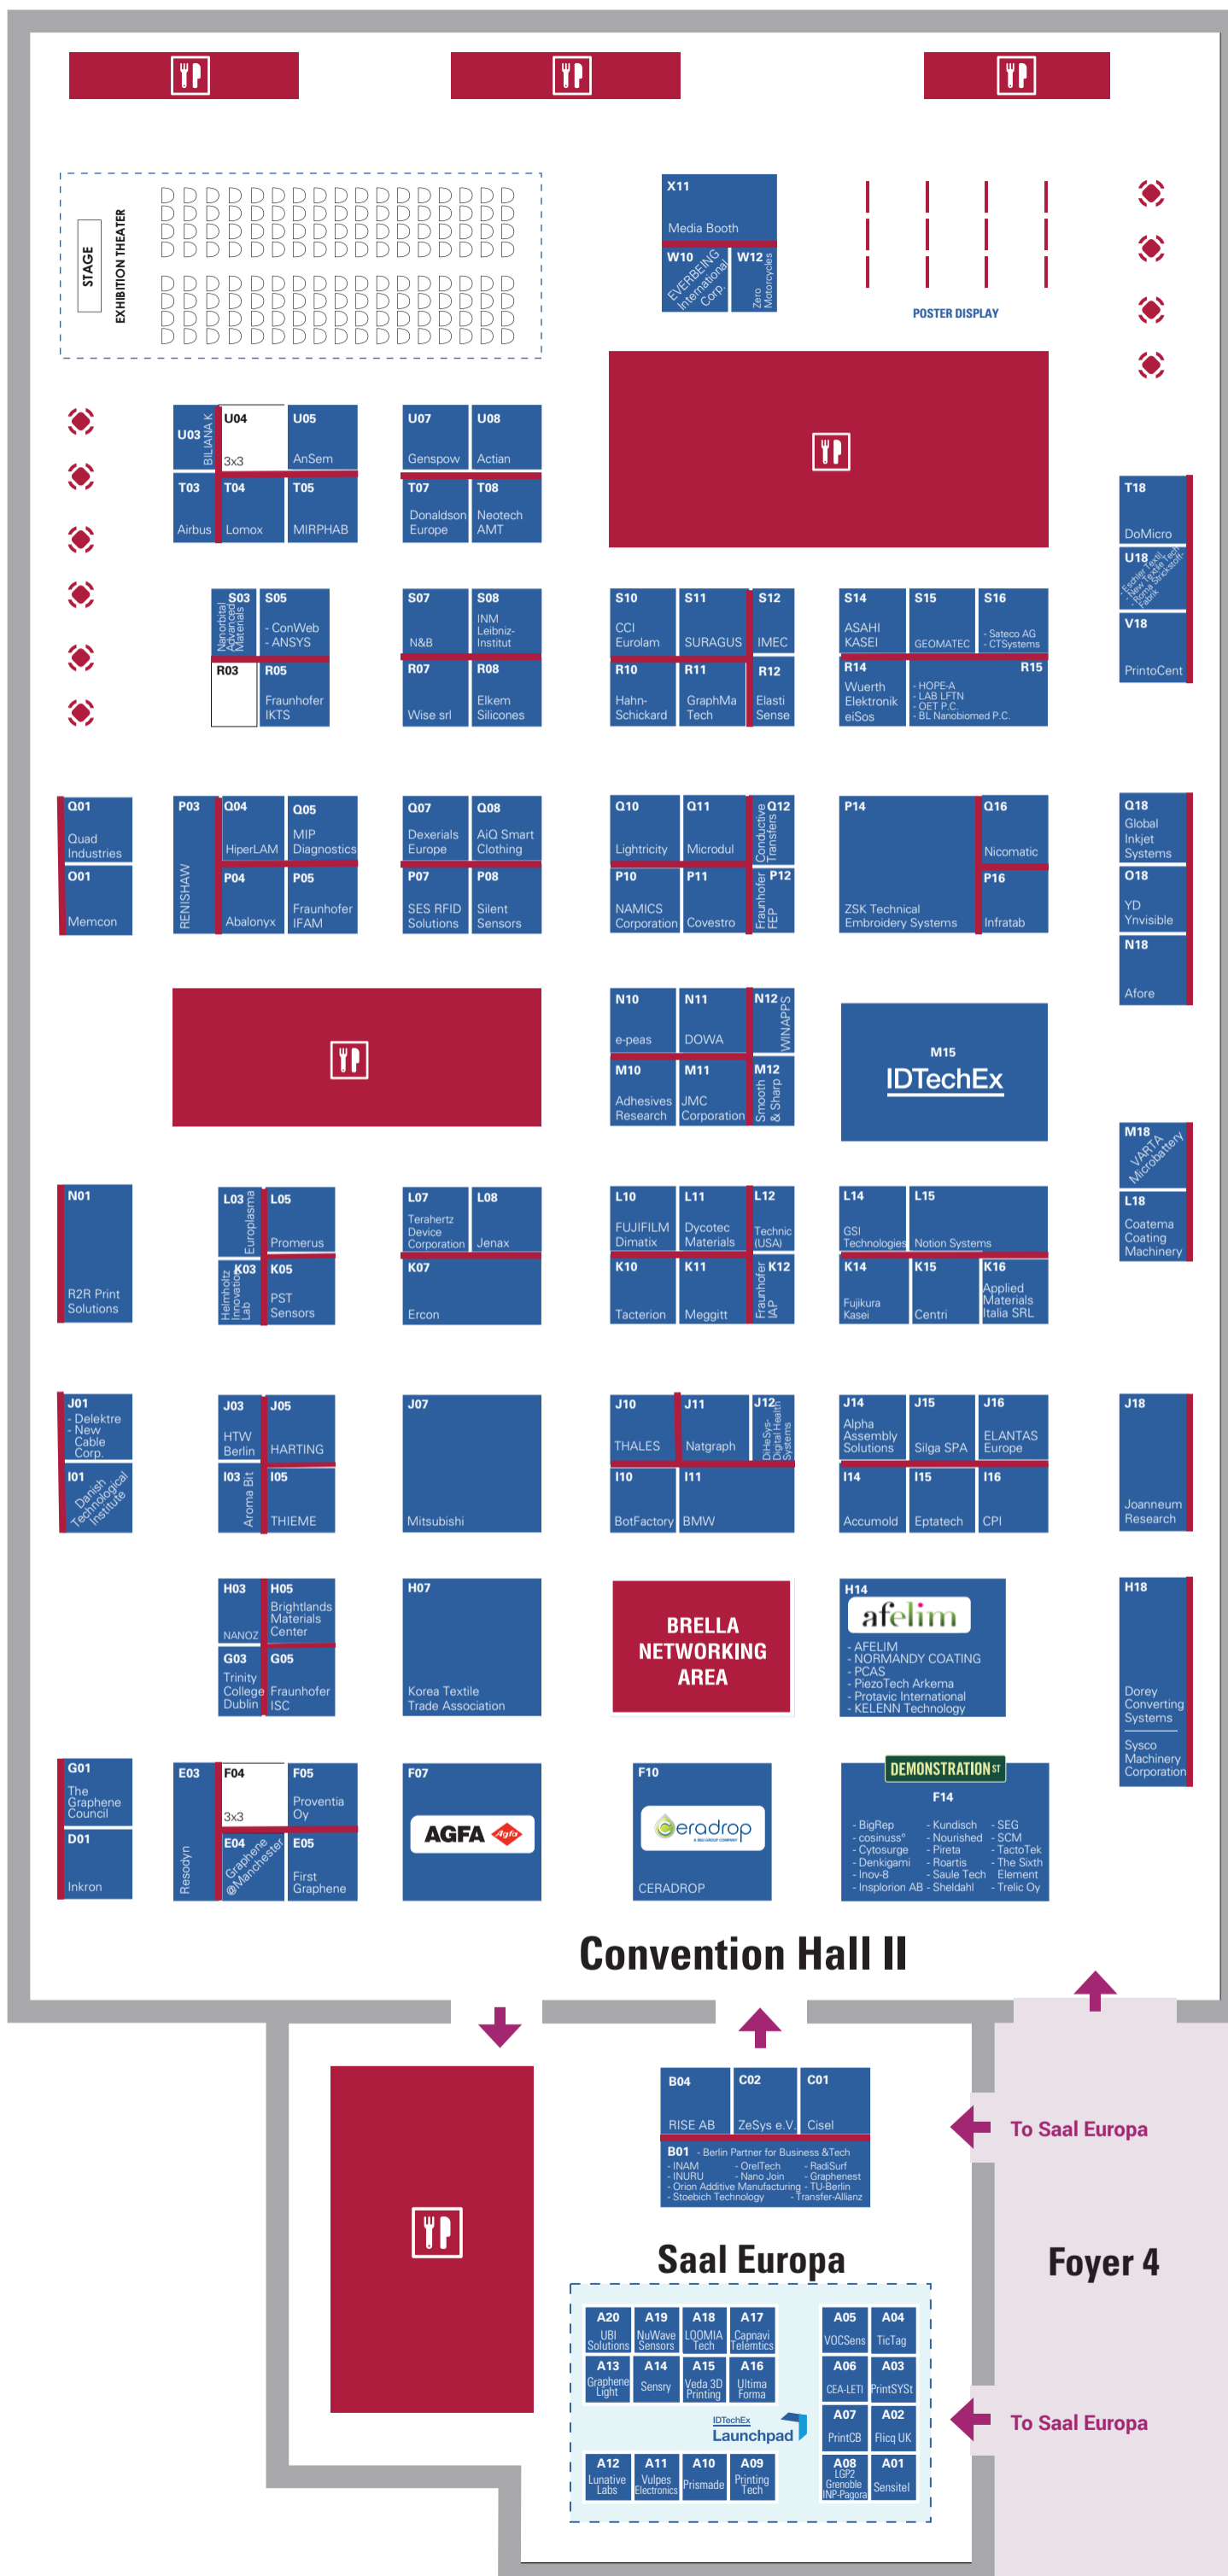 X11
Media Booth
W10
EVERBEING
International
Corp.
W12
Zero
Motorcycles
STAGE
EXHIBITION THEATER
POSTER DISPLAY
U03
BILIANA K
U04
3x3
U05
AnSem
U07
Genspow
U08
Actian
T03
Airbus
T04
Lomox
T05
MIRPHAB
T07
Donaldson
Europe
T08
Neotech
AMT
T18
DoMicro
U18
- Eschler Textil
- New Textile Tech
- Roma Strickstoff-
Fabrik
V18
PrintoCent
S03
Nanorbital
Advanced
Materials
S05
- ConWeb
- ANSYS
S07
N&B
S08
INM
Leibniz-
Institut
S10
CCI
Eurolam
S11
SURAGUS
S12
IMEC
S14
ASAHI
KASEI
S15
GEOMATEC
S16
- Sateco AG
- CTSystems
R03
R05
Fraunhofer
IKTS
R07
Wise srl
R08
Elkem
Silicones
R10
Hahn-
Schickard
R11
GraphMa
Tech
R12
Elasti
Sense
R14
Wuerth
Elektronik
eiSos
R15
- HOPE-A
- LAB LFTN
- OET P.C.
- BL Nanobiomed P.C.
Q01
Quad
Industries
O01
Memcon
P03
RENISHAW
Q04
HiperLAM
Q05
MIP
Diagnostics
P04
Abalonyx
P05
Fraunhofer
IFAM
Q07
Dexerials
Europe
Q08
AiQ Smart
Clothing
P07
SES RFID
Solutions
P08
Silent
Sensors
Q10
Lightricity
Q11
Microdul
Q12
Conductive
Transfers
P10
NAMICS
Corporation
P11
Covestro
P12
Fraunhofer
FEP
P14
ZSK Technical
Embroidery Systems
Q16
Nicomatic
P16
Infratab
Q18
Global
Inkjet
Systems
O18
YD
Ynvisible
N18
Afore
N10
e-peas
N11
DOWA
N12
WINAPPS
M10
Adhesives
Research
M11
JMC
Corporation
M12
Smooth
& Sharp
M15
IDTechEx
M18
VARTA
Microbattery
L18
Coatema
Coating
Machinery
N01
R2R Print
Solutions
L03
Europlasma
L05
Promerus
K03
Helmholtz
Innovation
Lab
K05
PST
Sensors
L07
Terahertz
Device
Corporation
L08
Jenax
K07
Ercon
L10
FUJIFILM
Dimatix
L11
Dycotec
Materials
L12
Technic
(USA)
K10
Tacterion
K11
Meggitt
K12
Fraunhofer
IAP
L14
GSI
Technologies
L15
Notion Systems
K14
Fujikura
Kasei
K15
Centri
K16
Applied
Materials
Italia SRL
J01
- Delektre
- New
Cable
Corp.
I01
Danish
Technological
Institute
J03
HTW
Berlin
J05
HARTING
I03
Aroma Bit
I05
THIEME
J07
Mitsubishi
J10
THALES
J11
Natgraph
J12
DiHeSys-
Digital Health
Systems
I10
BotFactory
I11
BMW
J14
Alpha
Assembly
Solutions
J15
Silga SPA
J16
ELANTAS
Europe
I14
Accumold
I15
Eptatech
I16
CPI
J18
Joanneum
Research
H03
NANOZ
H05
Brightlands
Materials
Center
G03
Trinity
College
Dublin
G05
Fraunhofer
ISC
H07
Korea Textile
Trade Association
BRELLA
NETWORKING
AREA
H14
afelim
- AFELIM
- NORMANDY COATING
- PCAS
- PiezoTech Arkema
- Protavic International
- KELENN Technology
H18
Dorey
Converting
Systems
Sysco
Machinery
Corporation
G01
The
Graphene
Council
D01
Inkron
E03
Resodyn
F04
3x3
F05
Proventia
Oy
E04
Graphene
@Manchester
E05
First
Graphene
F07
AGFA
Agfa
F10
Ceradrop
A MGI GROUP COMPANY
CERADROP
DEMONSTRATION ST
F14
- BigRep
- cosinuss°
- Cytosurge
- Denkigami
- Inov-8
- Insplorion AB
- Kundisch
- Nourished
- Pireta
- Roartis
- Saule Tech
- Sheldahl
- SEG
- SCM
- TactoTek
- The Sixth
Element
- Trelic Oy
Convention Hall II
B04
RISE AB
C02
ZeSys e.V.
C01
Cisel
B01 - Berlin Partner for Business &Tech
- INAM - OrelTech - RadiSurf
- INURU - Nano Join - Graphenest
- Orion Additive Manufacturing - TU-Berlin
- Stoebich Technology - Transfer-Allianz
To Saal Europa
Saal Europa
Foyer 4
A20
UBI
Solutions
A19
NuWave
Sensors
A18
LOOMIA
Tech
A17
Capnavi
Telemtics
A05
VOCSens
A04
TicTag
A13
Graphene
Light
A14
Sensry
A15
Veda 3D
Printing
A16
Ultima
Forma
A06
CEA-LETI
A03
PrintSYSt
IDTechEx
Launchpad
A07
PrintCB
A02
Flicq UK
To Saal Europa
A12
Lunative
Labs
A11
Vulpes
Electronics
A10
Prismade
A09
Printing
Tech
A08
LGP2
Grenoble
INP-Pagora
A01
Sensitel